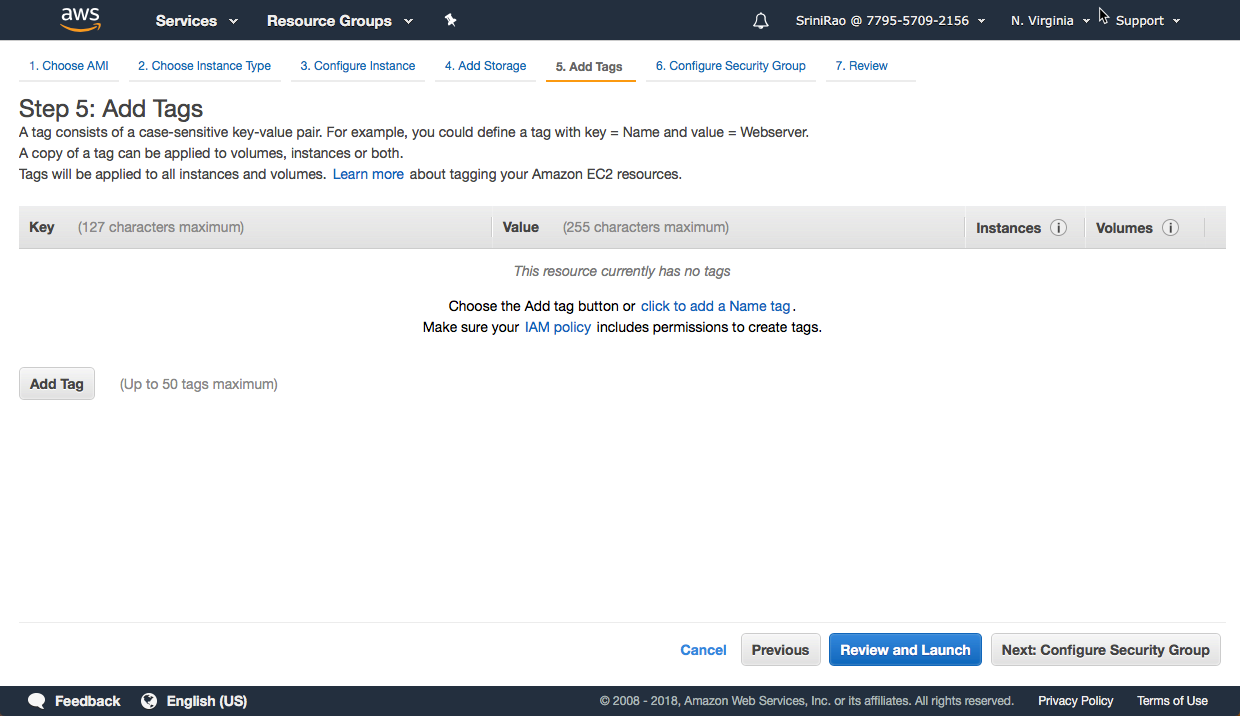 aws Services Resource Groups SriniRao @ 7795-5709-2156 N. Virginia Support
1. Choose AMI 2. Choose Instance Type 3. Configure Instance 4. Add Storage 5. Add Tags 6. Configure Security Group 7. Review
Step 5: Add Tags
A tag consists of a case-sensitive key-value pair. For example, you could define a tag with key = Name and value = Webserver.
A copy of a tag can be applied to volumes, instances or both.
Tags will be applied to all instances and volumes. Learn more about tagging your Amazon EC2 resources.
Key (127 characters maximum) Value (255 characters maximum) Instances i Volumes i
This resource currently has no tags
Choose the Add tag button or click to add a Name tag.
Make sure your IAM policy includes permissions to create tags.
Add Tag (Up to 50 tags maximum)
Cancel Previous Review and Launch Next: Configure Security Group
Feedback English (US) © 2008 - 2018, Amazon Web Services, Inc. or its affiliates. All rights reserved. Privacy Policy Terms of Use